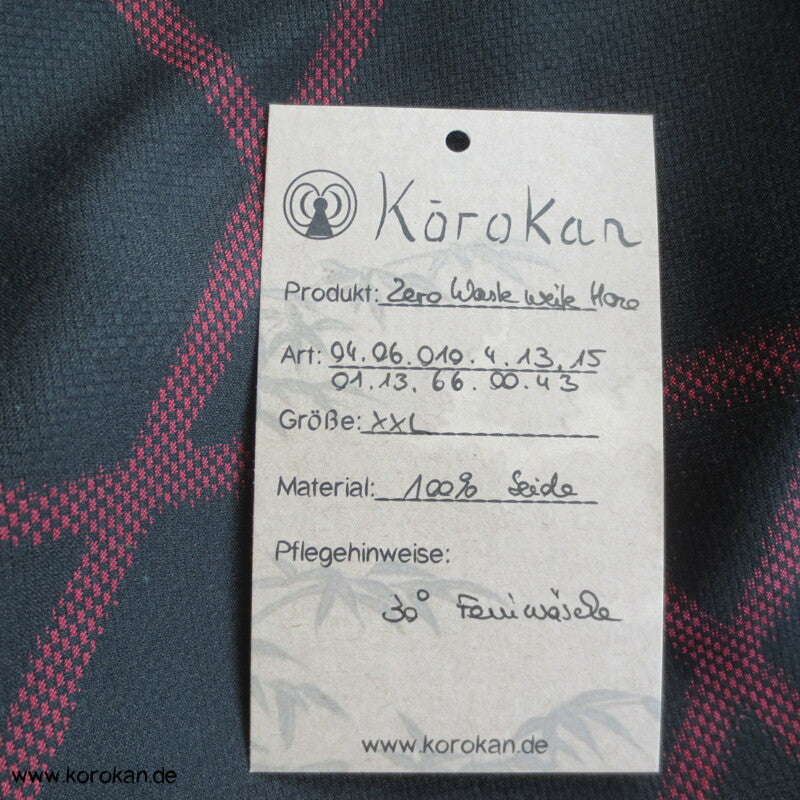 Kōrokan
Produkt: Zero Waste weite Hose
Art: 94.06.010.4.13.15
01.13.66.00.43
Größe: XXL
Material: 100% Seide
Pflegehinweise:
30° Feinwäsche
www.korokan.de
www.korokan.de